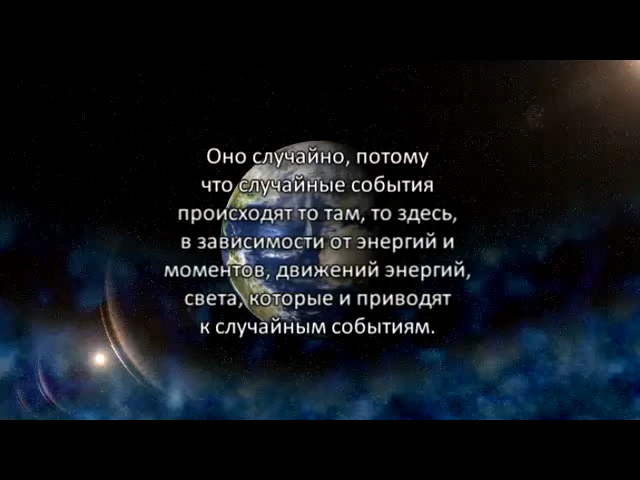 Оно случайно, потому
что случайные события
происходят то там, то здесь,
в зависимости от энергий и
моментов, движений энергий,
света, которые и приводят
к случайным событиям.